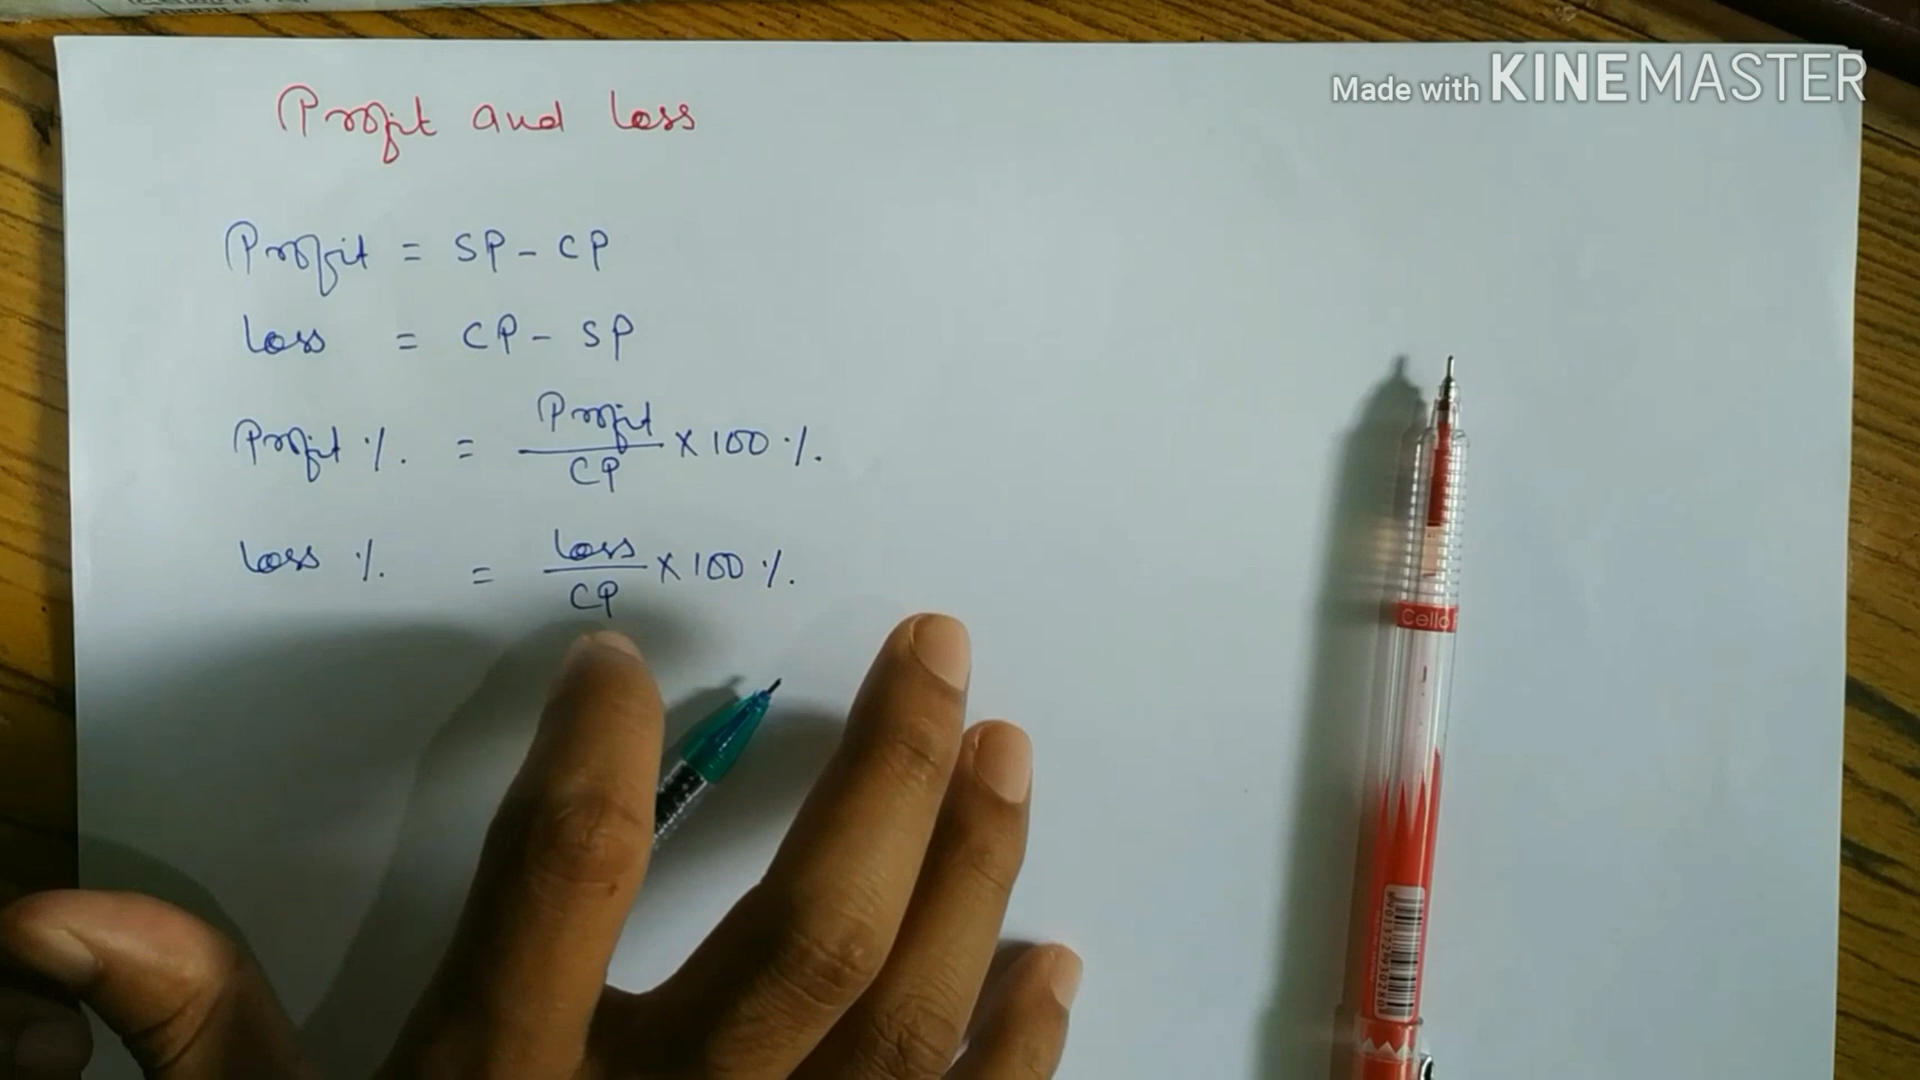 Made with KINEMASTER
Profit and loss
Profit = SP - CP
loss = CP - SP
Profit % = Profit/CP × 100 %
loss % = loss/CP × 100 %
Cello